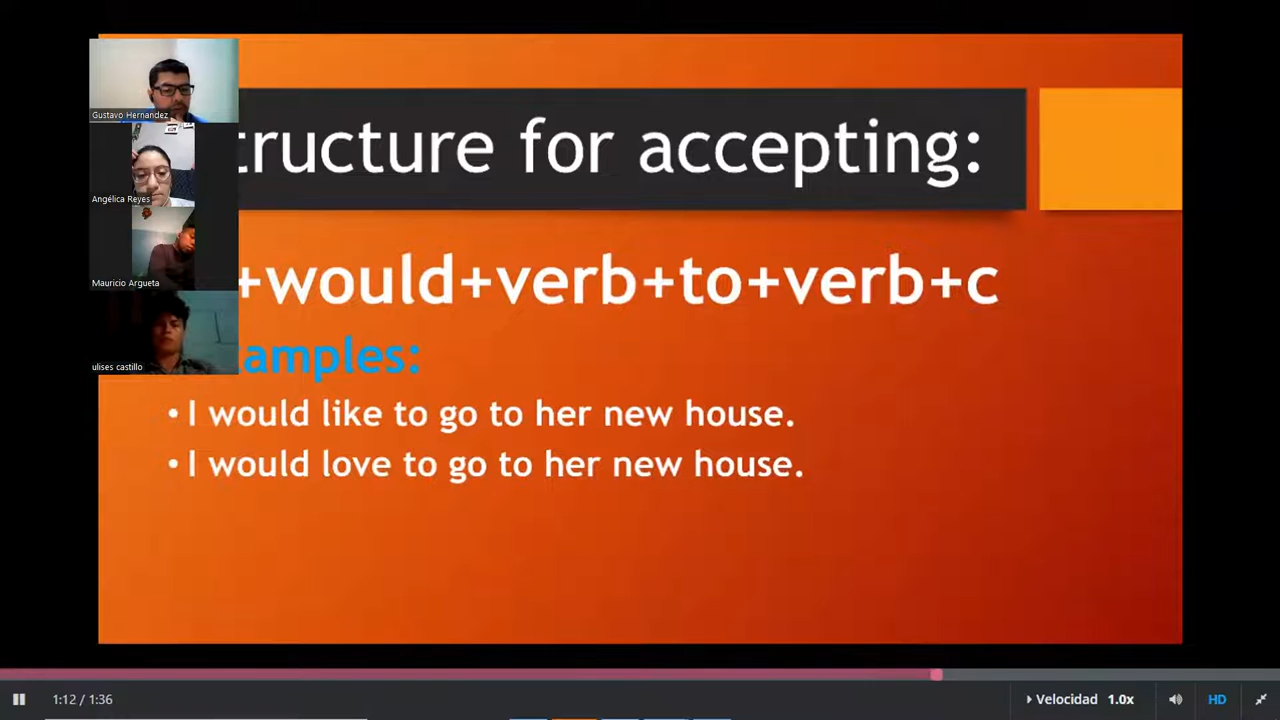 Gustavo Hernandez
Angélica Reyes
Mauricio Argueta
ulises castillo
tructure for accepting:
+would+verb+to+verb+c
amples:
• I would like to go to her new house.
• I would love to go to her new house.
1:12 / 1:36
Velocidad 1.0x
HD